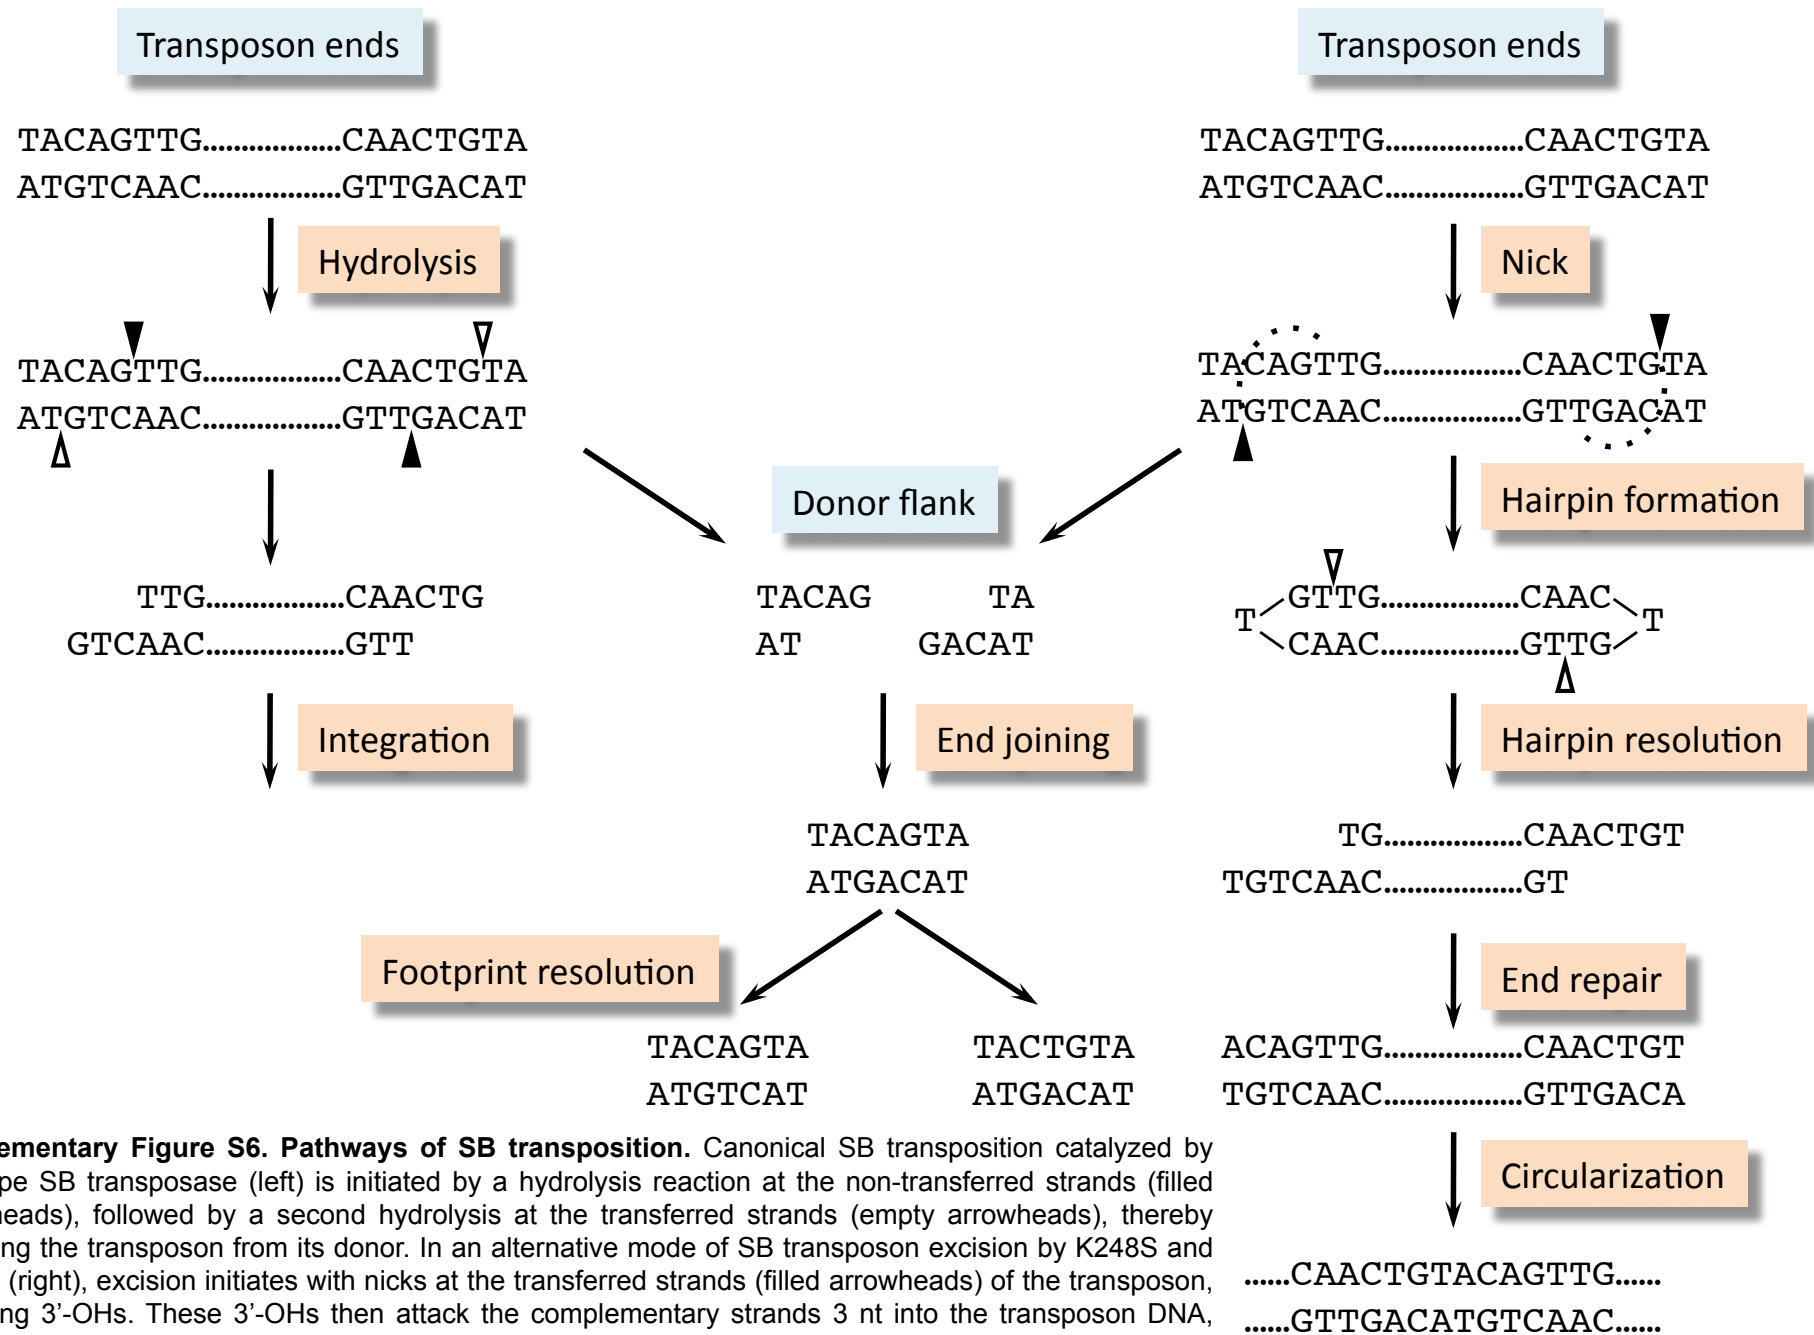 Transposon ends
TACAGTTG..................CAACTGTA
ATGTCAAC..................GTTGACAT
Hydrolysis
TACAGTTG..................CAACTGTA
ATGTCAAC..................GTTGACAT
TTG..................CAACTG
GTCAAC..................GTT
Integration
Donor flank
TACAG TA
AT GACAT
End joining
TACAGTA
ATGACAT
Footprint resolution
TACAGTA TACTGTA
ATGTCAT ATGACAT
Transposon ends
TACAGTTG..................CAACTGTA
ATGTCAAC..................GTTGACAT
Nick
TACAGTTG..................CAACTGTA
ATGTCAAC..................GTTGACAT
Hairpin formation
GTTG..................CAAC
T T
CAAC..................GTTG
Hairpin resolution
TG..................CAACTGT
TGTCAAC..................GT
End repair
ACAGTTG..................CAACTGT
TGTCAAC..................GTTGACA
Circularization
......CAACTGTACAGTTG......
......GTTGACATGTCAAC......
lementary Figure S6. Pathways of SB transposition. Canonical SB transposition catalyzed by
pe SB transposase (left) is initiated by a hydrolysis reaction at the non-transferred strands (filled
eads), followed by a second hydrolysis at the transferred strands (empty arrowheads), thereby
ng the transposon from its donor. In an alternative mode of SB transposon excision by K248S and
(right), excision initiates with nicks at the transferred strands (filled arrowheads) of the transposon,
ng 3'-OHs. These 3'-OHs then attack the complementary strands 3 nt into the transposon DNA,